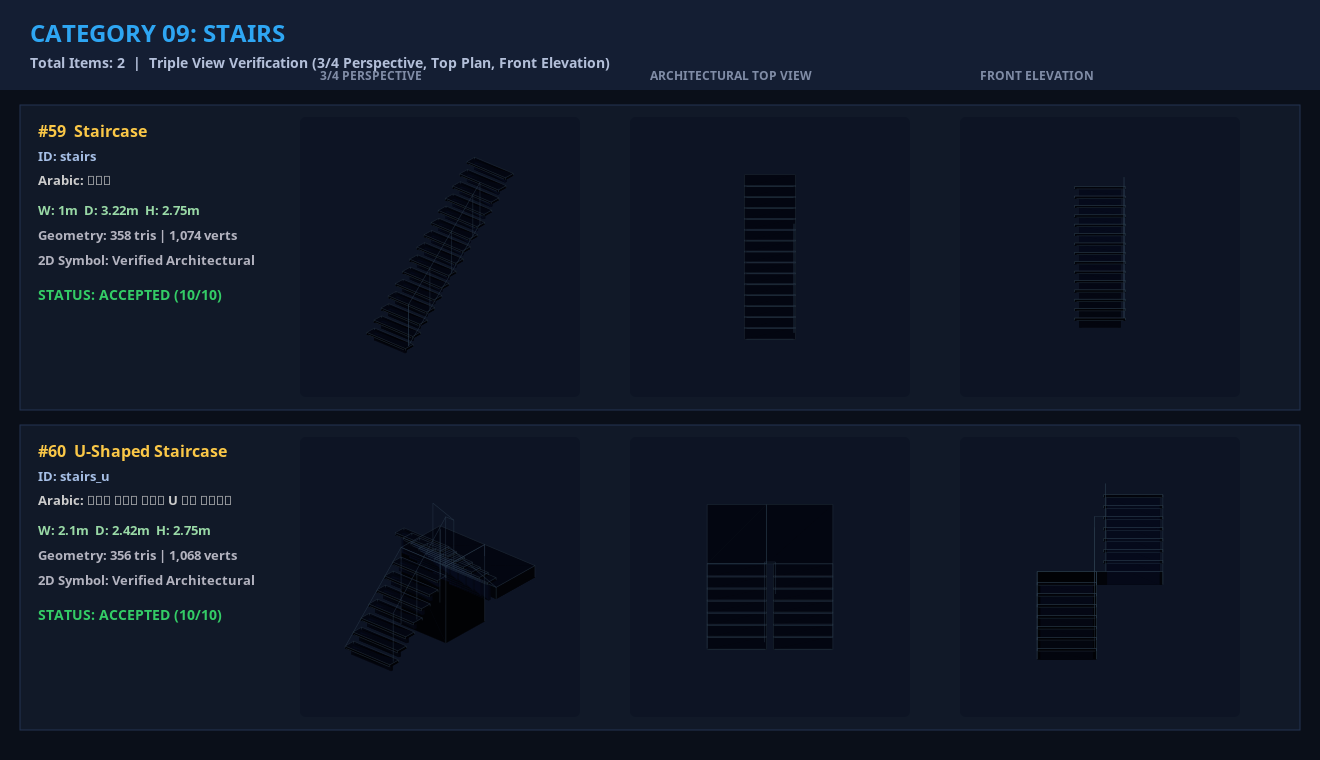 CATEGORY 09: STAIRS
Total Items: 2 | Triple View Verification (3/4 Perspective, Top Plan, Front Elevation)
3/4 PERSPECTIVE
ARCHITECTURAL TOP VIEW
FRONT ELEVATION
#59 Staircase
ID: stairs
Arabic: □□□
W: 1m D: 3.22m H: 2.75m
Geometry: 358 tris | 1,074 verts
2D Symbol: Verified Architectural
STATUS: ACCEPTED (10/10)
#60 U-Shaped Staircase
ID: stairs_u
Arabic: □□□ □□□□ □□□□ U □□ □□□□□
W: 2.1m D: 2.42m H: 2.75m
Geometry: 356 tris | 1,068 verts
2D Symbol: Verified Architectural
STATUS: ACCEPTED (10/10)